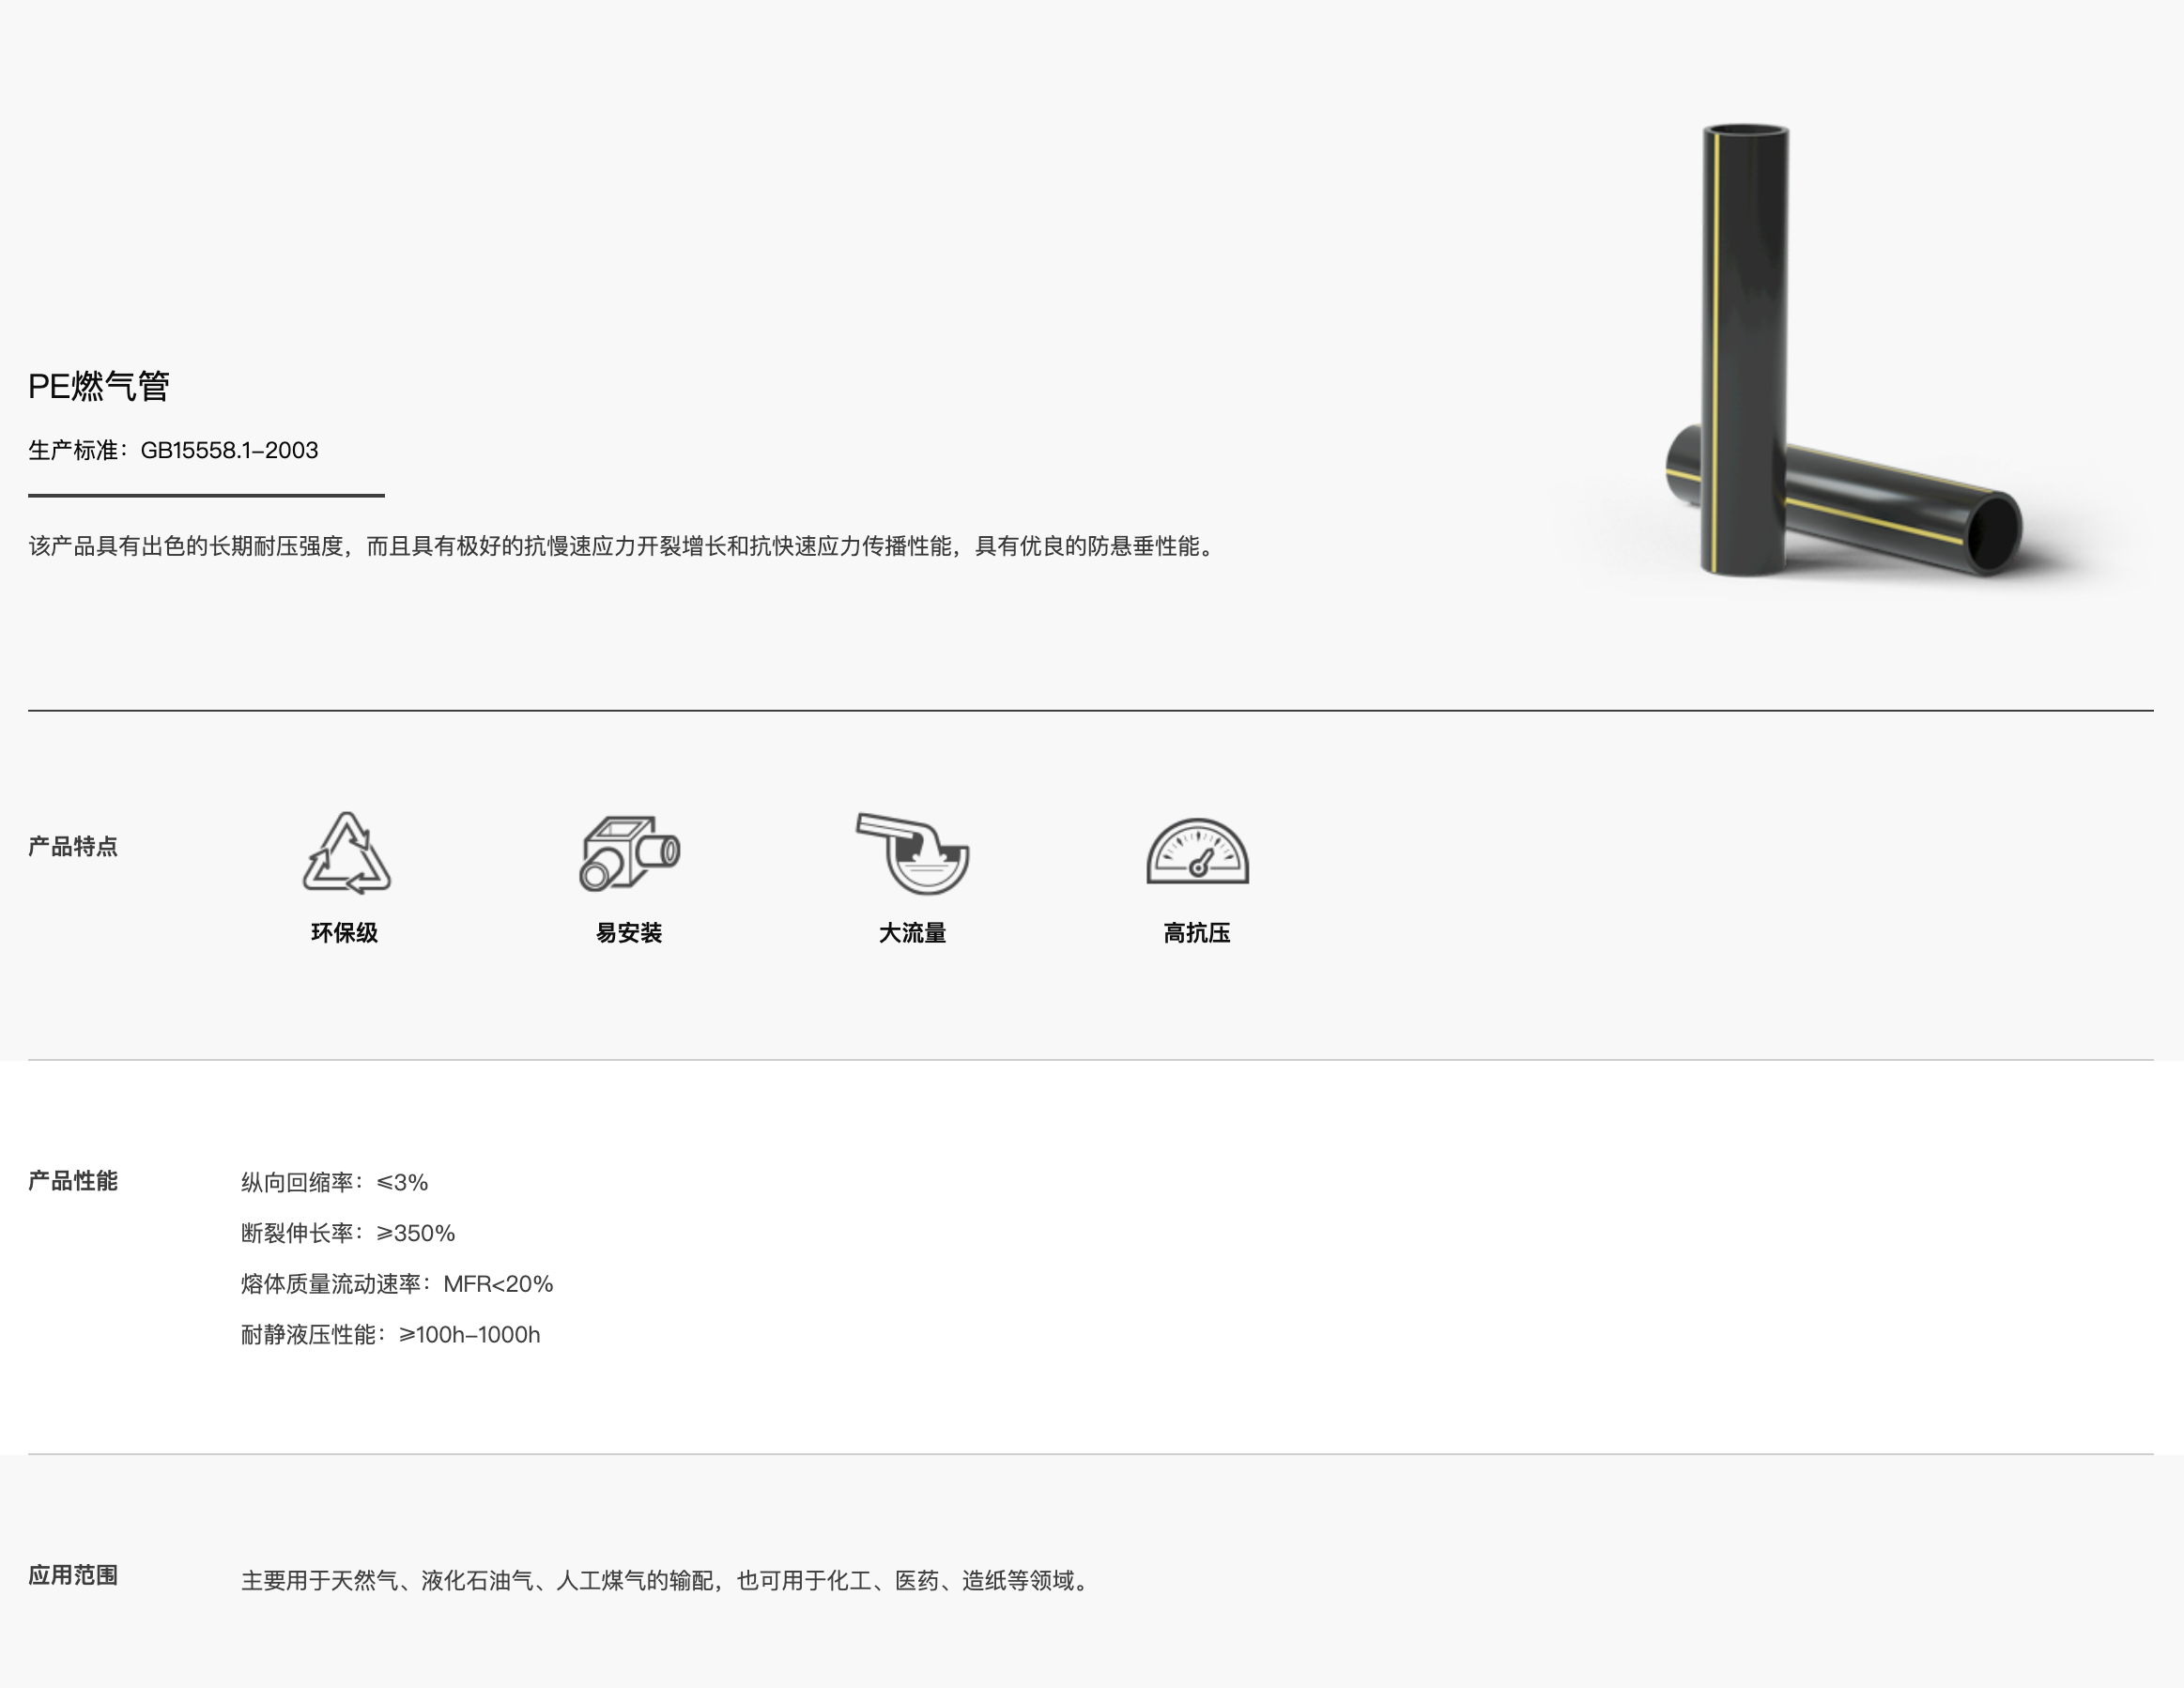 PE燃气管
生产标准：GB15558.1-2003
该产品具有出色的长期耐压强度，而且具有极好的抗慢速应力开裂增长和抗快速应力传播性能，具有优良的防悬垂性能。
产品特点
环保级
易安装
大流量
高抗压
产品性能
纵向回缩率：≤3%
断裂伸长率：≥350%
熔体质量流动速率：MFR<20%
耐静液压性能：≥100h-1000h
应用范围
主要用于天然气、液化石油气、人工煤气的输配，也可用于化工、医药、造纸等领域。